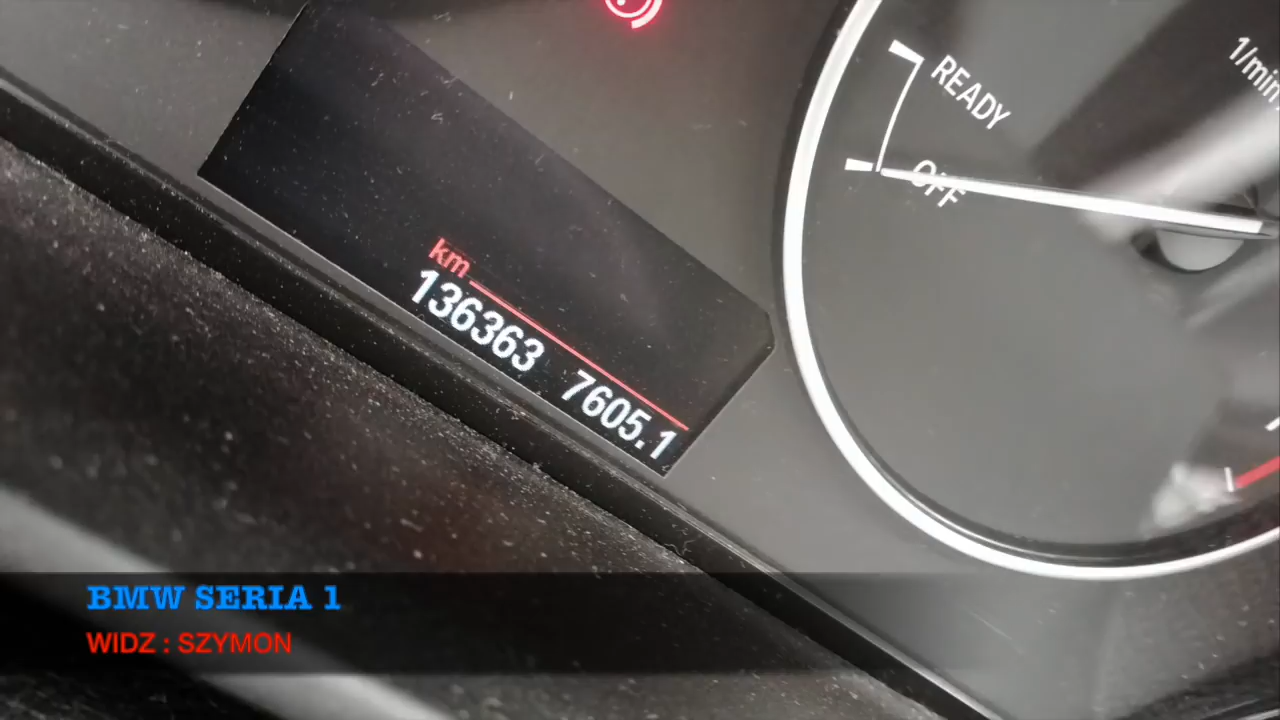 READY
1/min
OFF
km
136363 7605.1
BMW SERIA 1
WIDZ : SZYMON